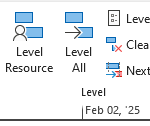 Level
Resource
Level
All
Leve
Clea
Next
Level
Feb 02, '25